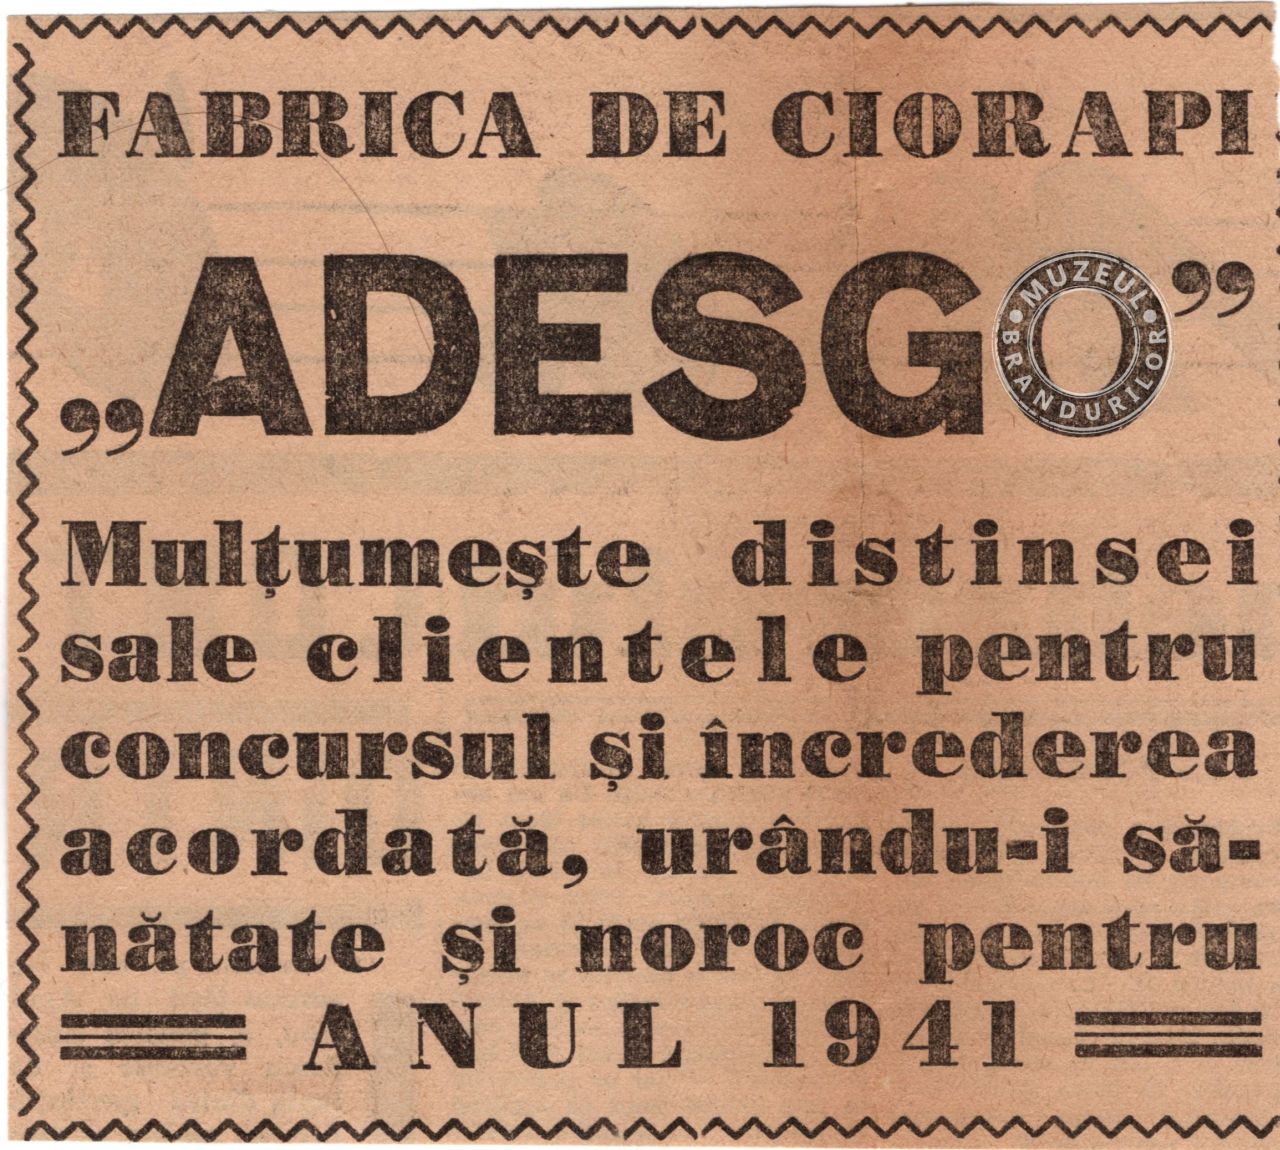 FABRICA DE CIORAPI
„ADESGO”
MUZEUL BRANDURILOR
Mulțumește distinsei
sale clientele pentru
concursul și încrederea
acordată, urându-i să-
nătate și noroc pentru
ANUL 1941